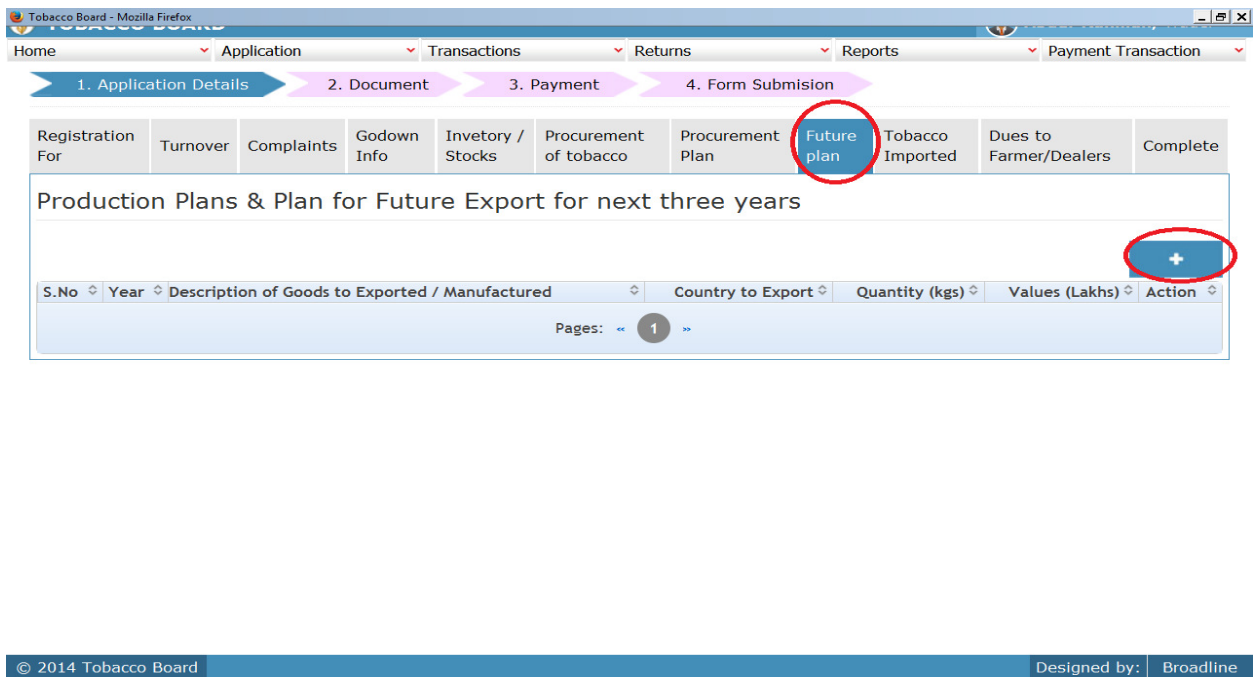 Tobacco Board - Mozilla Firefox
TOBACCO BOARD
Home Application Transactions Returns Reports Payment Transaction
1. Application Details 2. Document 3. Payment 4. Form Submision
Registration For Turnover Complaints Godown Info Invetory / Stocks Procurement of tobacco Procurement Plan Future plan Tobacco Imported Dues to Farmer/Dealers Complete
Production Plans & Plan for Future Export for next three years
+
S.No Year Description of Goods to Exported / Manufactured Country to Export Quantity (kgs) Values (Lakhs) Action
Pages: « 1 »
© 2014 Tobacco Board Designed by: Broadline